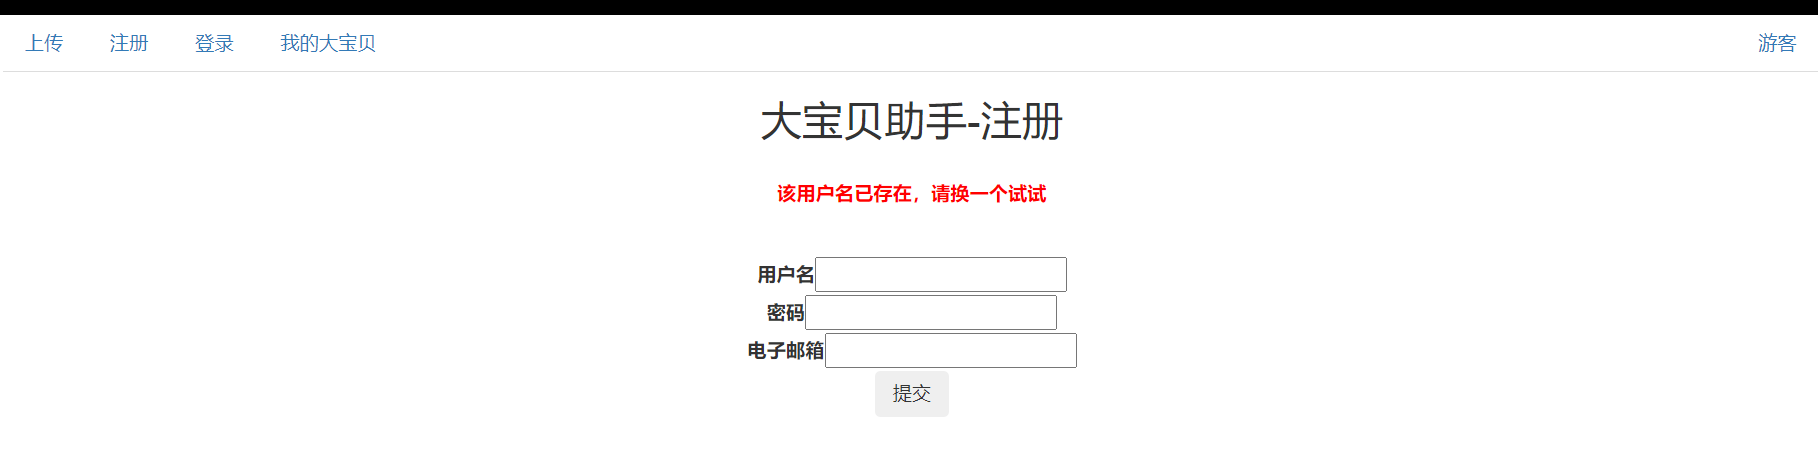 上传 注册 登录 我的大宝贝 游客
大宝贝助手-注册
该用户名已存在，请换一个试试
用户名
密码
电子邮箱
提交